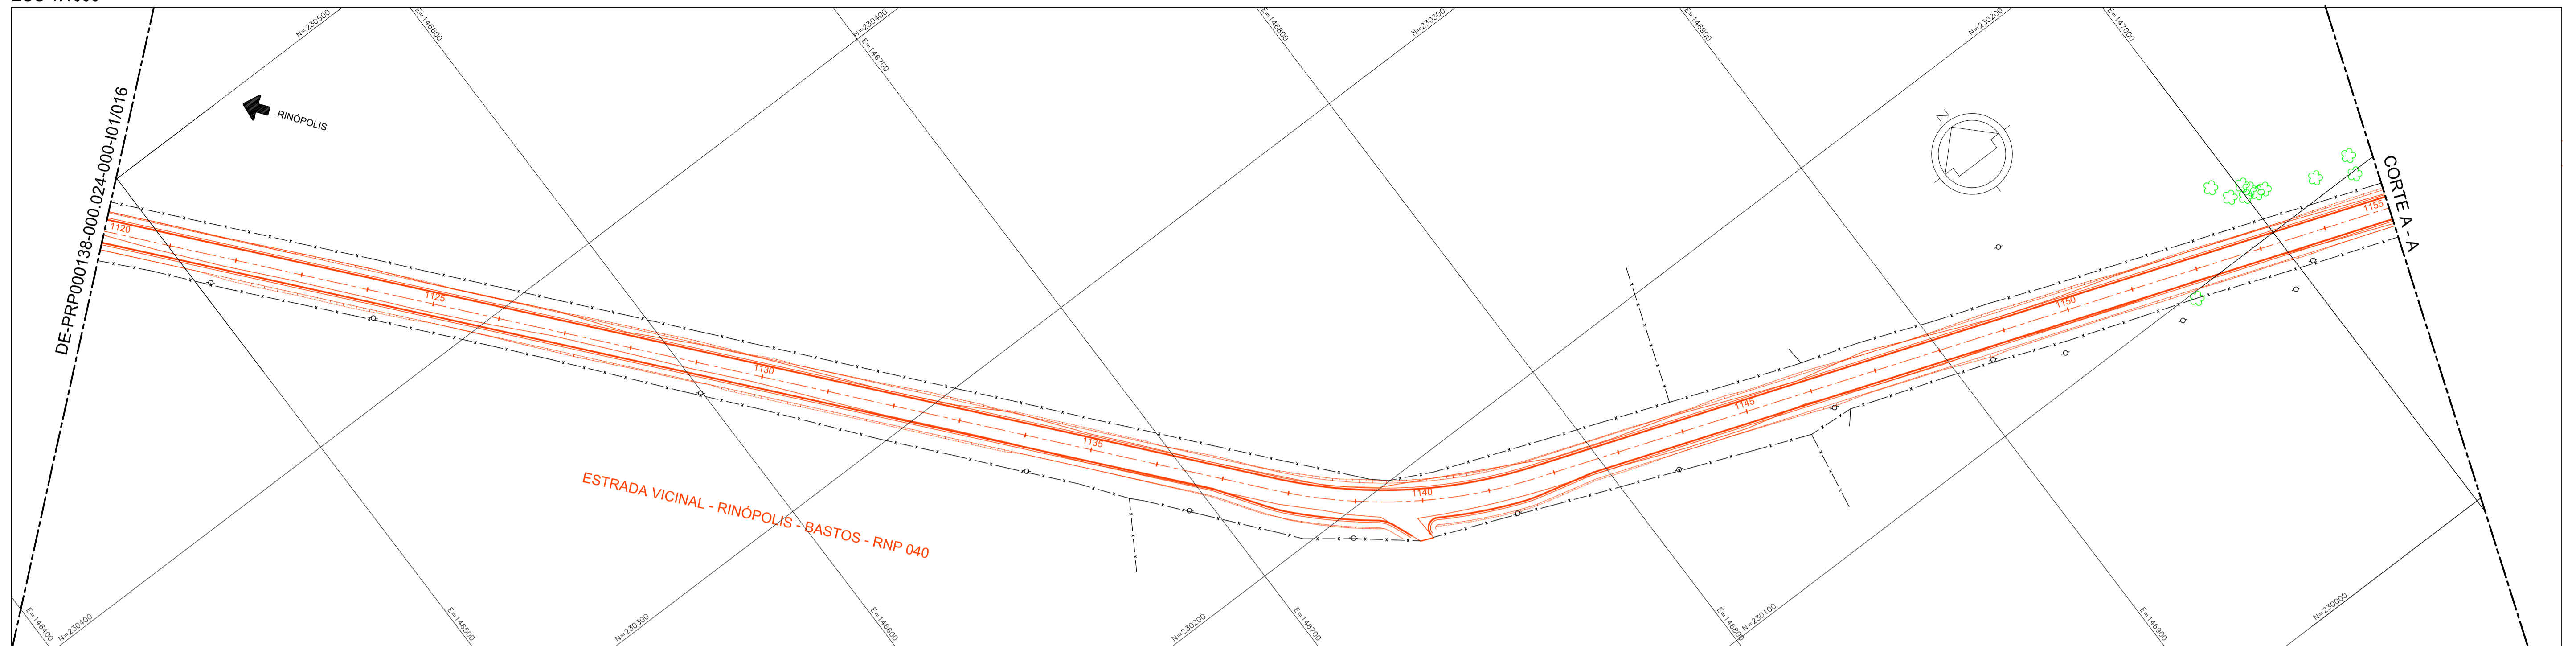 N=230500
E=146600
N=230400
E=146700
E=146800
N=230300
E=146900
N=230200
E=147000
RINÓPOLIS
N
DE-PRP000138-000.024-000-I01/016
CORTE A - A
1120
1125
1130
1135
1140
1145
1150
1155
ESTRADA VICINAL - RINÓPOLIS - BASTOS - RNP 040
E=146400
N=230400
E=146500
N=230300
E=146600
N=230200
E=146700
E=146800
N=230100
E=146900
N=230000